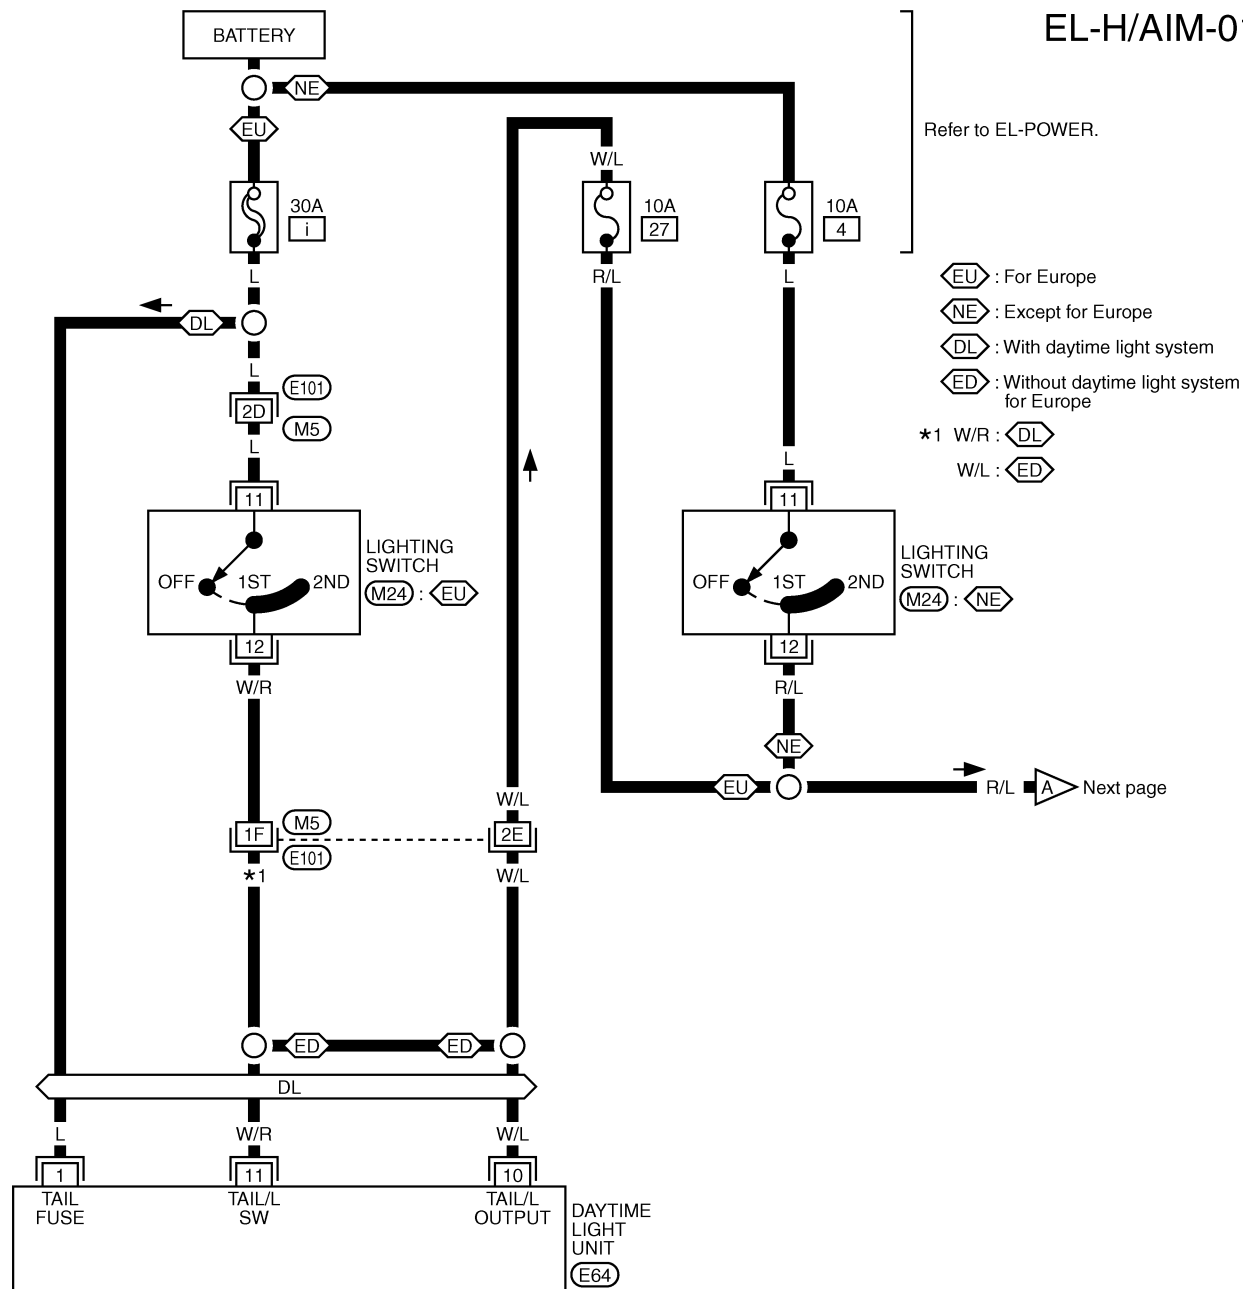 EL-H/AIM-01
BATTERY
NE
EU
Refer to EL-POWER.
W/L
30A
i
10A
27
10A
4
L
R/L
L
EU : For Europe
NE : Except for Europe
DL : With daytime light system
ED : Without daytime light system
for Europe
*1 W/R : DL
W/L : ED
DL
L
E101
2D
M5
L
L
11
11
OFF
1ST
2ND
LIGHTING
SWITCH
M24 : EU
OFF
1ST
2ND
LIGHTING
SWITCH
M24 : NE
12
12
W/R
R/L
NE
EU
R/L
A
Next page
W/L
1F
M5
E101
2E
*1
W/L
ED
ED
DL
L
W/R
W/L
1
11
10
TAIL
FUSE
TAIL/L
SW
TAIL/L
OUTPUT
DAYTIME
LIGHT
UNIT
E64